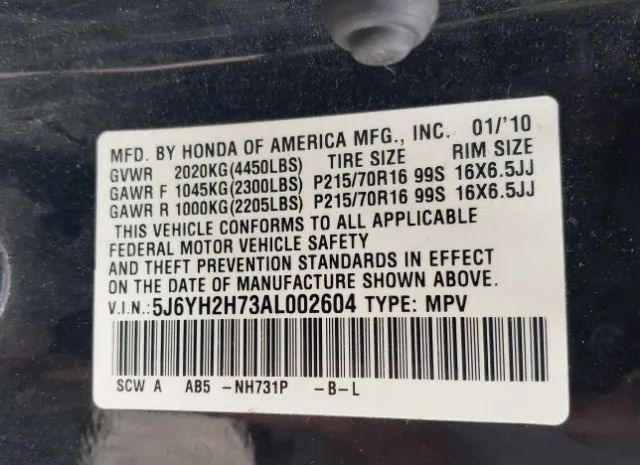 MFD. BY HONDA OF AMERICA MFG., INC. 01/'10
GVWR 2020KG(4450LBS) TIRE SIZE RIM SIZE
GAWR F 1045KG(2300LBS) P215/70R16 99S 16X6.5JJ
GAWR R 1000KG(2205LBS) P215/70R16 99S 16X6.5JJ
THIS VEHICLE CONFORMS TO ALL APPLICABLE
FEDERAL MOTOR VEHICLE SAFETY
AND THEFT PREVENTION STANDARDS IN EFFECT
ON THE DATE OF MANUFACTURE SHOWN ABOVE.
V.I.N.: 5J6YH2H73AL002604 TYPE: MPV
SCW A AB5 -NH731P -B-L